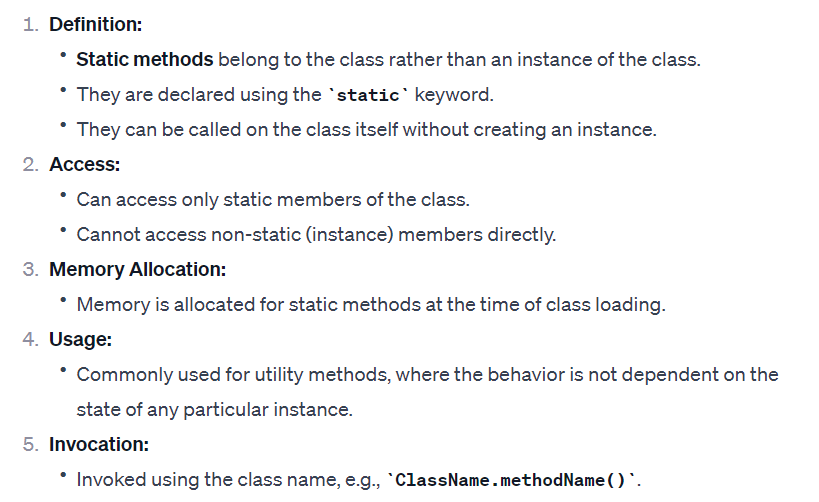 1. Definition:
• Static methods belong to the class rather than an instance of the class.
• They are declared using the `static` keyword.
• They can be called on the class itself without creating an instance.
2. Access:
• Can access only static members of the class.
• Cannot access non-static (instance) members directly.
3. Memory Allocation:
• Memory is allocated for static methods at the time of class loading.
4. Usage:
• Commonly used for utility methods, where the behavior is not dependent on the
state of any particular instance.
5. Invocation:
• Invoked using the class name, e.g., `ClassName.methodName()`.